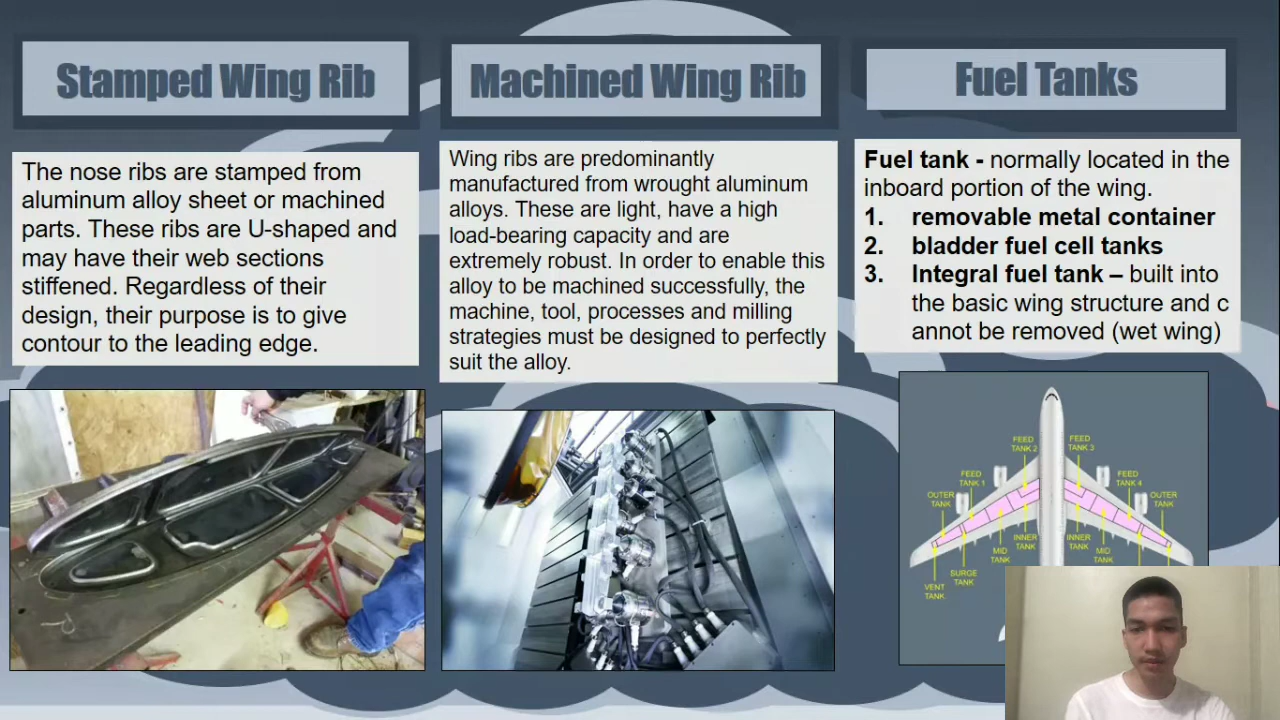 Stamped Wing Rib
The nose ribs are stamped from
aluminum alloy sheet or machined
parts. These ribs are U-shaped and
may have their web sections
stiffened. Regardless of their
design, their purpose is to give
contour to the leading edge.
Machined Wing Rib
Wing ribs are predominantly
manufactured from wrought aluminum
alloys. These are light, have a high
load-bearing capacity and are
extremely robust. In order to enable this
alloy to be machined successfully, the
machine, tool, processes and milling
strategies must be designed to perfectly
suit the alloy.
Fuel Tanks
Fuel tank - normally located in the
inboard portion of the wing.
1. removable metal container
2. bladder fuel cell tanks
3. Integral fuel tank – built into
the basic wing structure and c
annot be removed (wet wing)
FEED
TANK 2
FEED
TANK 3
FEED
TANK 1
FEED
TANK 4
OUTER
TANK
OUTER
TANK
INNER
TANK
INNER
TANK
MID
TANK
MID
TANK
SURGE
TANK
VENT
TANK